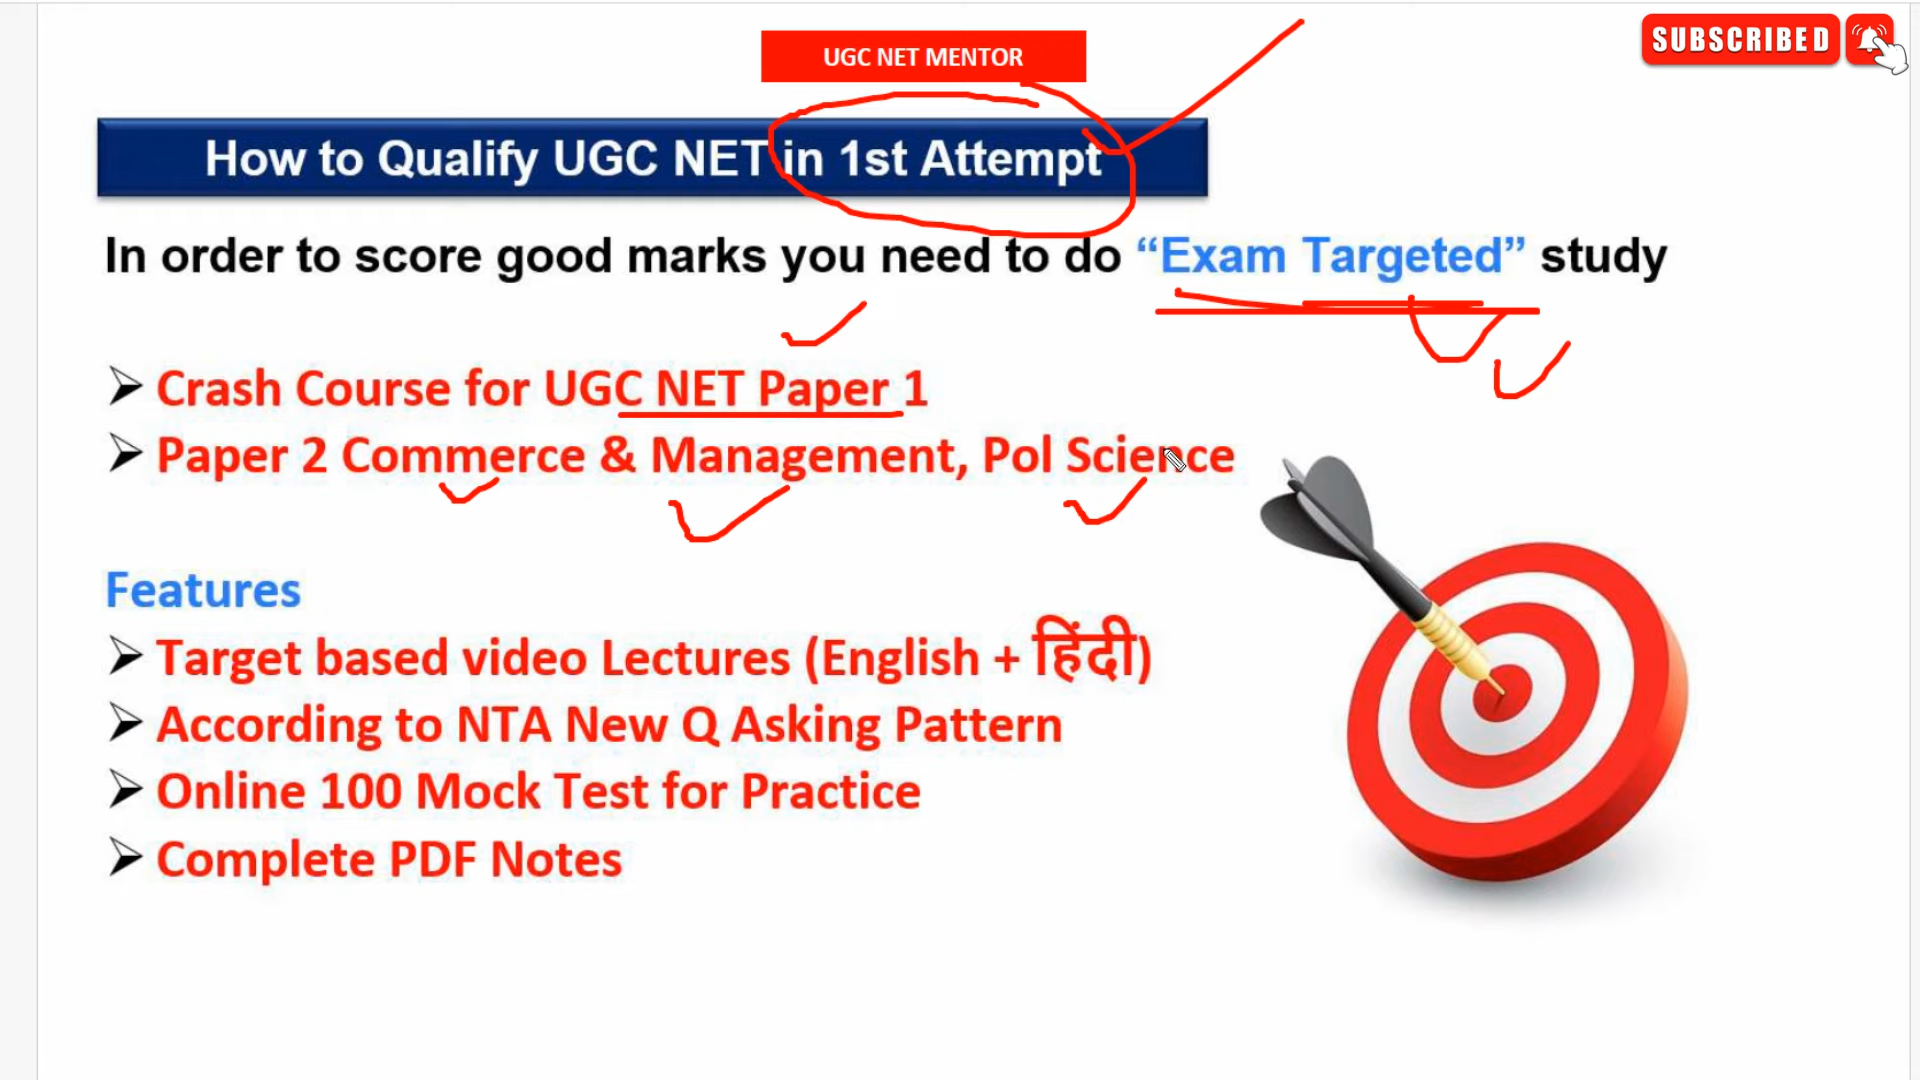 SUBSCRIBED
UGC NET MENTOR
How to Qualify UGC NET in 1st Attempt
In order to score good marks you need to do “Exam Targeted” study
Crash Course for UGC NET Paper 1
Paper 2 Commerce & Management, Pol Science
Features
Target based video Lectures (English + हिंदी)
According to NTA New Q Asking Pattern
Online 100 Mock Test for Practice
Complete PDF Notes